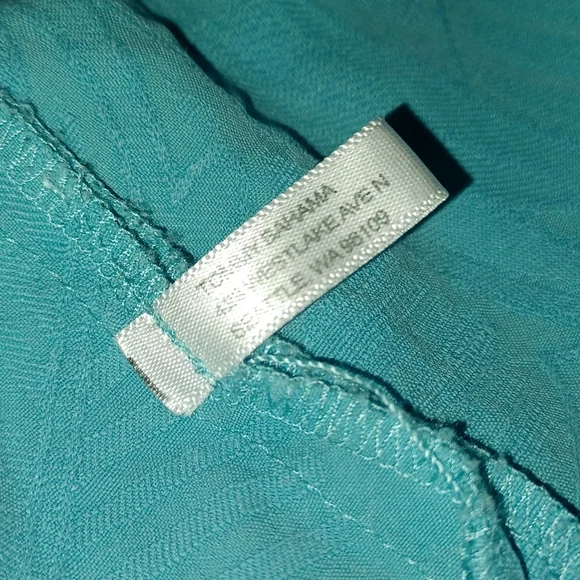 TOMMY BAHAMA
WESTLAKE AVE N
SEATTLE, WA 98109